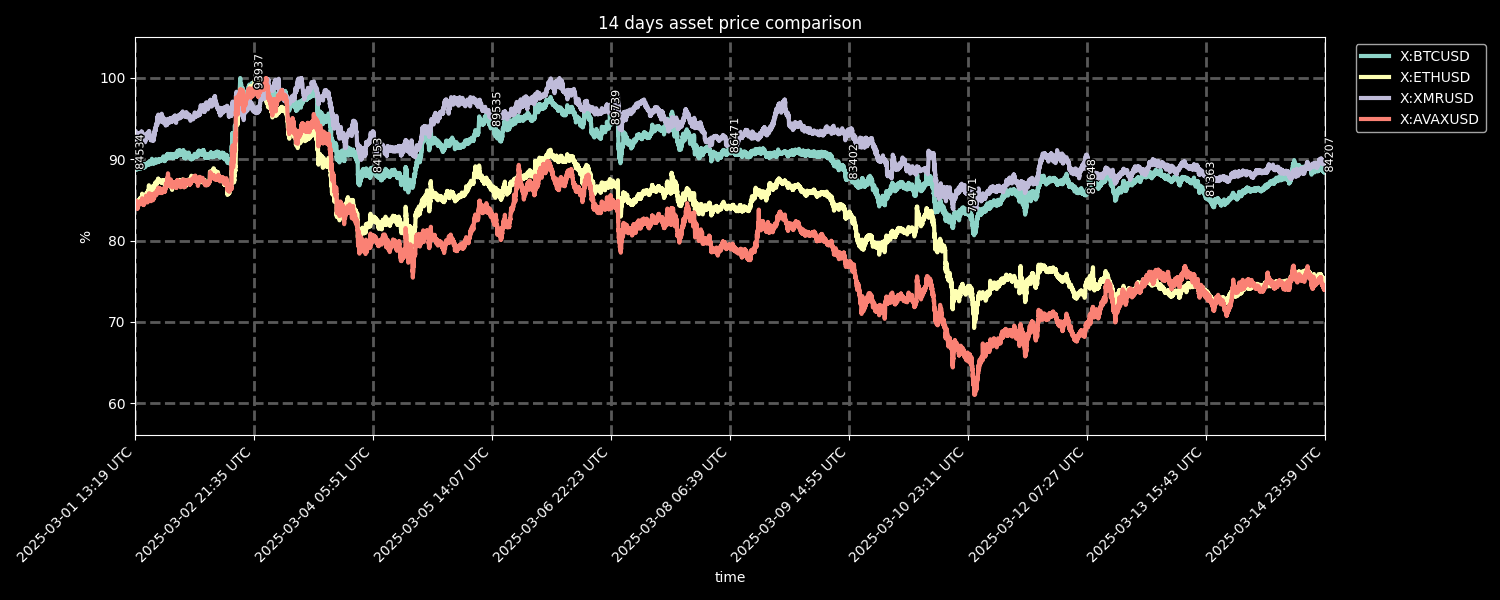 14 days asset price comparison
X:BTCUSD
X:ETHUSD
X:XMRUSD
X:AVAXUSD
100
90
80
70
60
%
84534
93937
84153
89535
89739
86471
83402
79471
81648
81363
84207
2025-03-01 13:19 UTC
2025-03-02 21:35 UTC
2025-03-04 05:51 UTC
2025-03-05 14:07 UTC
2025-03-06 22:23 UTC
2025-03-08 06:39 UTC
2025-03-09 14:55 UTC
2025-03-10 23:11 UTC
2025-03-12 07:27 UTC
2025-03-13 15:43 UTC
2025-03-14 23:59 UTC
time